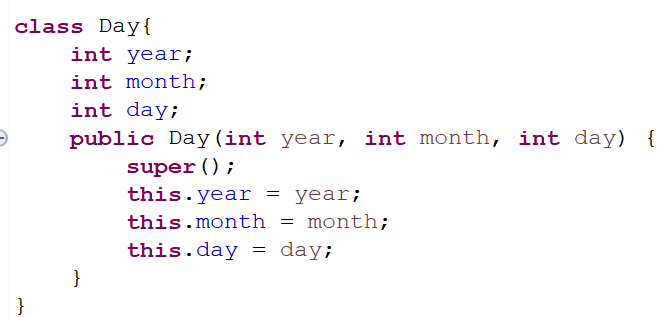 class Day{
    int year;
    int month;
    int day;
    public Day(int year, int month, int day) {
        super();
        this.year = year;
        this.month = month;
        this.day = day;
    }
}